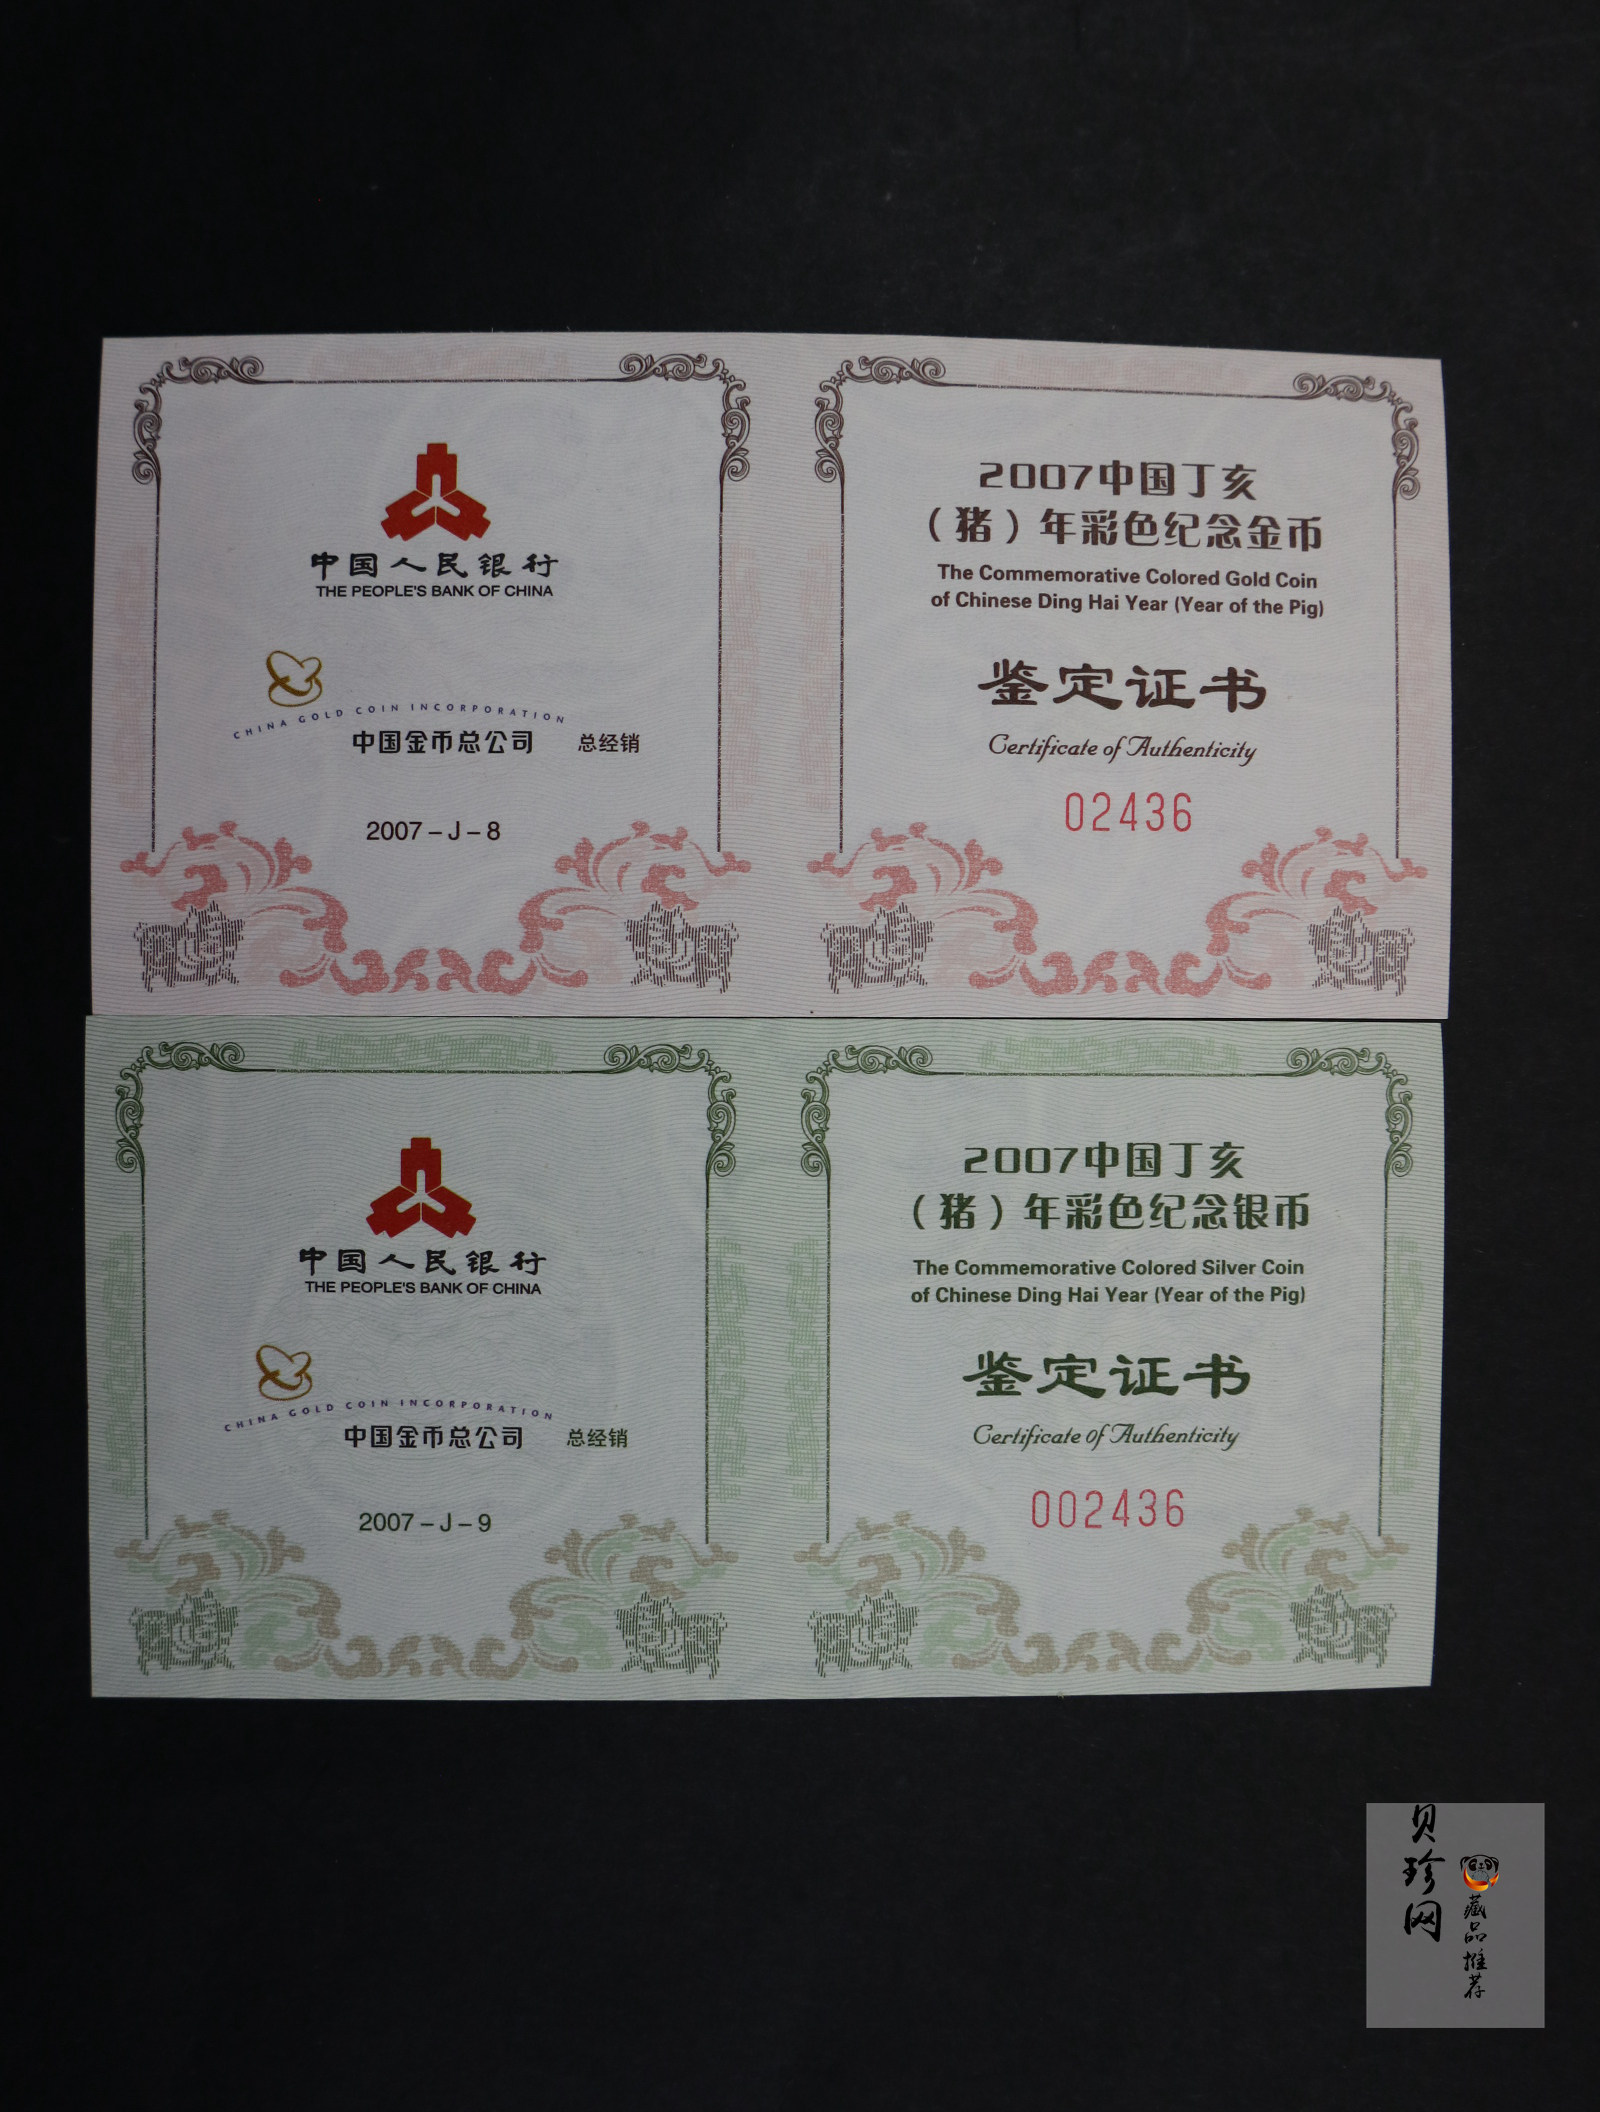 中国人民银行
THE PEOPLE'S BANK OF CHINA
CHINA GOLD COIN INCORPORATION
中国金币总公司 总经销
2007－J－8
2007中国丁亥
（猪）年彩色纪念金币
The Commemorative Colored Gold Coin
of Chinese Ding Hai Year (Year of the Pig)
鉴定证书
Certificate of Authenticity
02436
中国人民银行
THE PEOPLE'S BANK OF CHINA
CHINA GOLD COIN INCORPORATION
中国金币总公司 总经销
2007－J－9
2007中国丁亥
（猪）年彩色纪念银币
The Commemorative Colored Silver Coin
of Chinese Ding Hai Year (Year of the Pig)
鉴定证书
Certificate of Authenticity
002436
贝珍网
藏品推荐